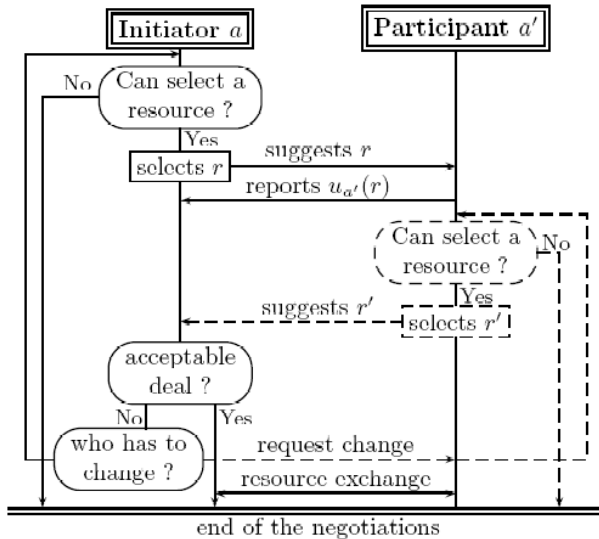 Initiator a
Participant a′
No
Can select a
resource ?
Yes
selects r
suggests r
reports u_{a′}(r)
Can select a
resource ?
No
Yes
suggests r′
selects r′
acceptable
deal ?
No
Yes
who has to
change ?
request change
resource exchange
end of the negotiations